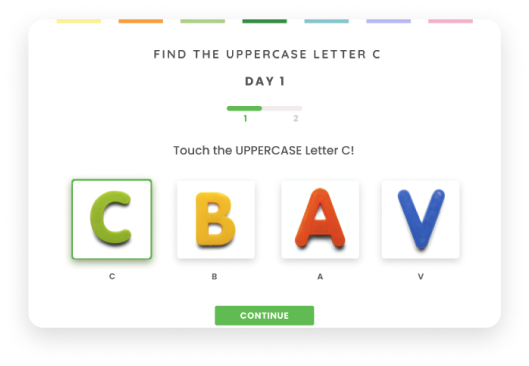 FIND THE UPPERCASE LETTER C
DAY 1
1 2
Touch the UPPERCASE Letter C!
C B A V
C B A V
CONTINUE